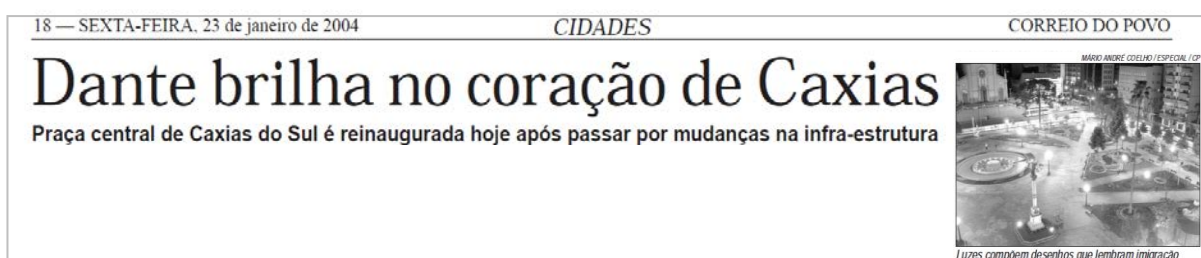 18 — SEXTA-FEIRA, 23 de janeiro de 2004
CIDADES
CORREIO DO POVO
Dante brilha no coração de Caxias
Praça central de Caxias do Sul é reinaugurada hoje após passar por mudanças na infra-estrutura
MÁRIO ANDRÉ COELHO / ESPECIAL / CP
Luzes compõem desenhos que lembram imigração